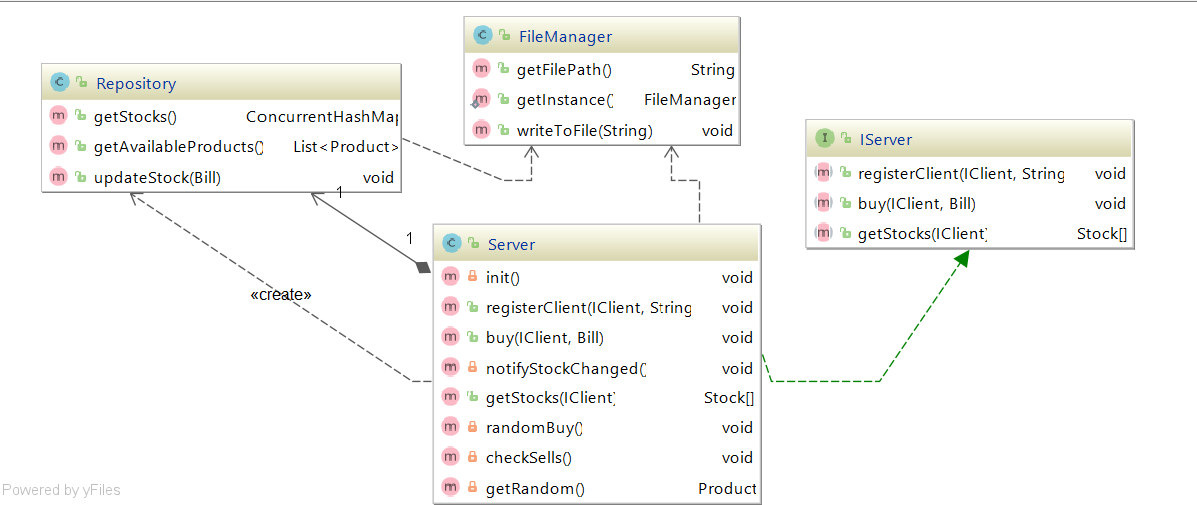 FileManager
getFilePath() String
getInstance() FileManager
writeToFile(String) void
Repository
getStocks() ConcurrentHashMap
getAvailableProducts() List<Product>
updateStock(Bill) void
IServer
registerClient(IClient, String void
buy(IClient, Bill) void
getStocks(IClient) Stock[]
1
1
«create»
Server
init() void
registerClient(IClient, String void
buy(IClient, Bill) void
notifyStockChanged() void
getStocks(IClient) Stock[]
randomBuy() void
checkSells() void
getRandom() Product
Powered by yFiles